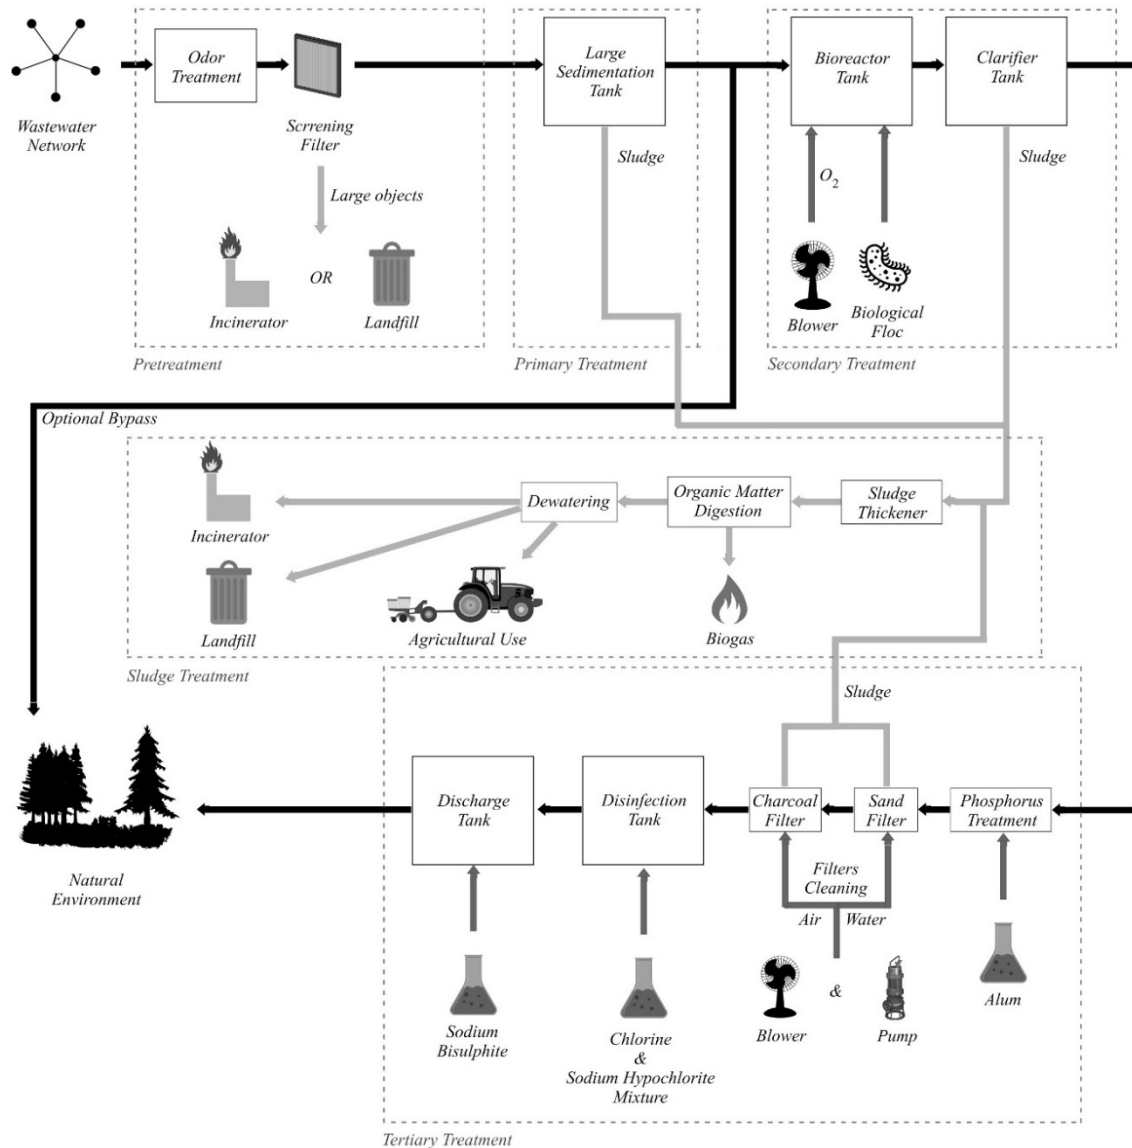 Wastewater
Network
Odor
Treatment
Scrrening
Filter
Large objects
Incinerator
OR
Landfill
Pretreatment
Large
Sedimentation
Tank
Sludge
Primary Treatment
Bioreactor
Tank
Clarifier
Tank
O2
Sludge
Blower
Biological
Floc
Secondary Treatment
Optional Bypass
Incinerator
Landfill
Dewatering
Agricultural Use
Organic Matter
Digestion
Biogas
Sludge
Thickener
Sludge Treatment
Sludge
Natural
Environment
Discharge
Tank
Disinfection
Tank
Charcoal
Filter
Sand
Filter
Phosphorus
Treatment
Filters
Cleaning
Air
Water
Sodium
Bisulphite
Chlorine
&
Sodium Hypochlorite
Mixture
Blower
&
Pump
Alum
Tertiary Treatment